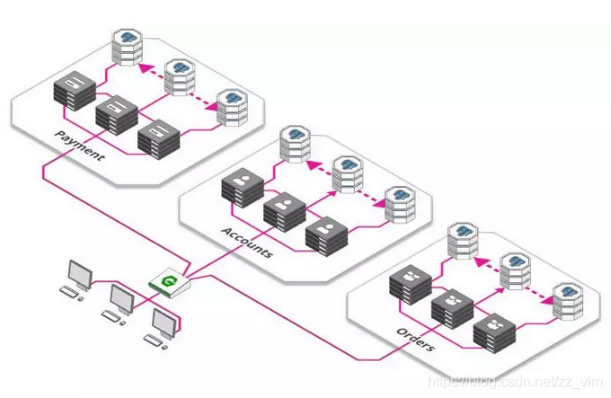 Payment
Accounts
Orders
https://blog.csdn.net/zz_vim